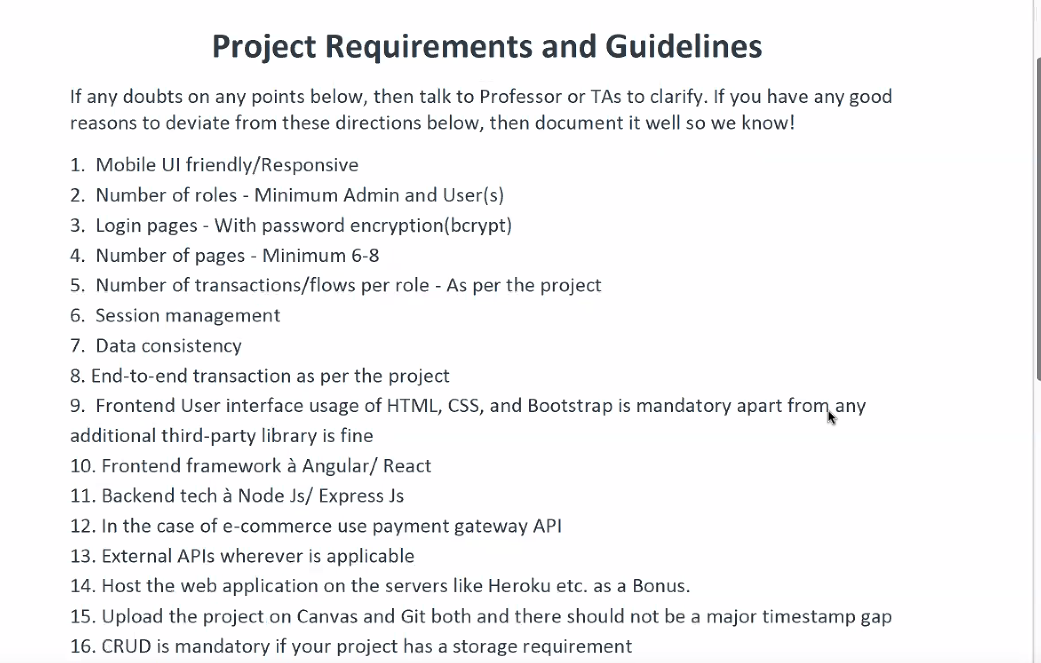 Project Requirements and Guidelines
If any doubts on any points below, then talk to Professor or TAs to clarify. If you have any good
reasons to deviate from these directions below, then document it well so we know!
1. Mobile UI friendly/Responsive
2. Number of roles - Minimum Admin and User(s)
3. Login pages - With password encryption(bcrypt)
4. Number of pages - Minimum 6-8
5. Number of transactions/flows per role - As per the project
6. Session management
7. Data consistency
8. End-to-end transaction as per the project
9. Frontend User interface usage of HTML, CSS, and Bootstrap is mandatory apart from any
additional third-party library is fine
10. Frontend framework à Angular/ React
11. Backend tech à Node Js/ Express Js
12. In the case of e-commerce use payment gateway API
13. External APIs wherever is applicable
14. Host the web application on the servers like Heroku etc. as a Bonus.
15. Upload the project on Canvas and Git both and there should not be a major timestamp gap
16. CRUD is mandatory if your project has a storage requirement